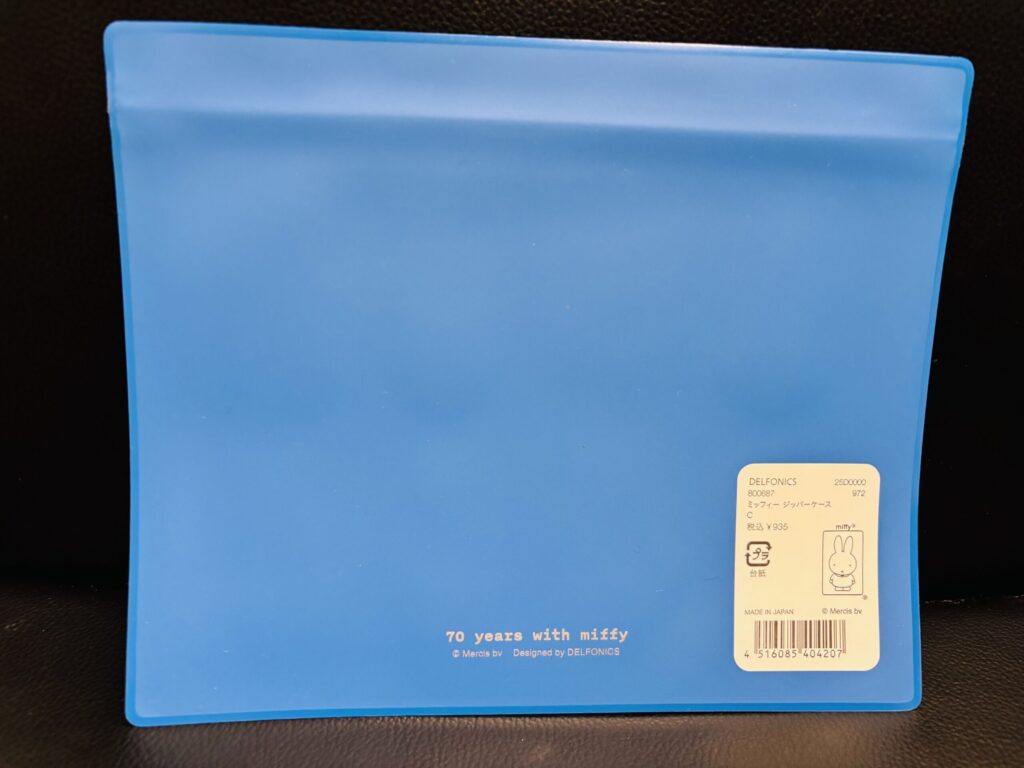 DELFONICS 25D0000
800687 972
ミッフィー ジッパーケース
C
税込 ¥935
miffy®
プラ
台紙
®
MADE IN JAPAN © Mercis bv
4 516085 404207
70 years with miffy
© Mercis bv Designed by DELFONICS